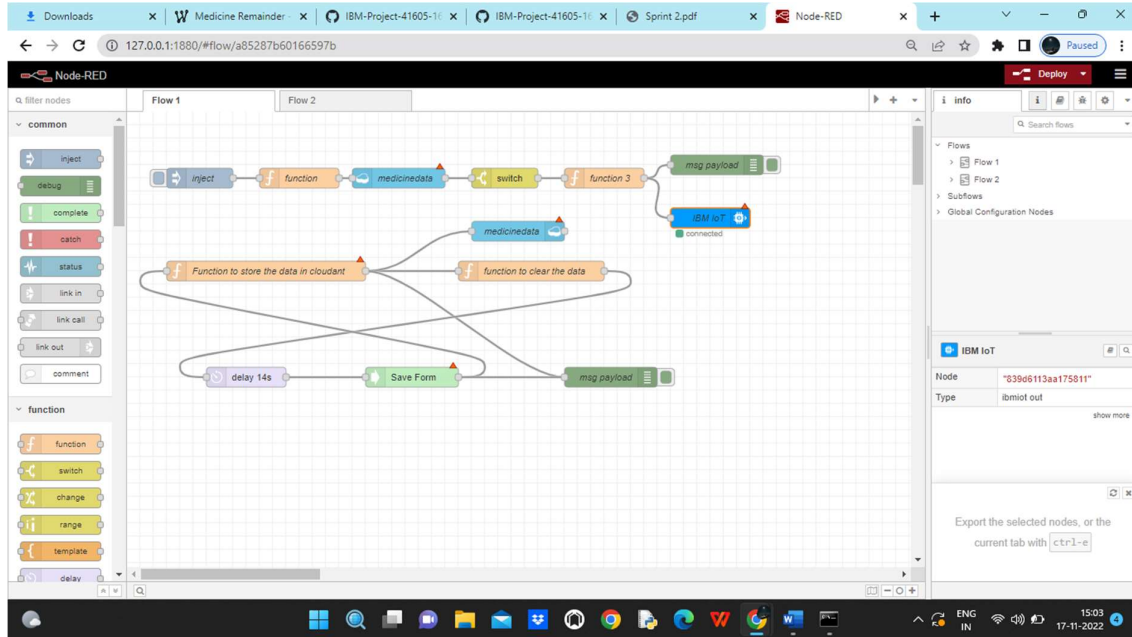 Downloads
Medicine Remainder -
IBM-Project-41605-16
IBM-Project-41605-16
Sprint 2.pdf
Node-RED
127.0.0.1:1880/#flow/a85287b60166597b
Paused
Node-RED
Deploy
filter nodes
common
inject
debug
complete
catch
status
link in
link call
link out
comment
function
function
switch
change
range
template
delay
Flow 1
Flow 2
inject
function
medicinedata
switch
function 3
msg payload
IBM IoT
connected
medicinedata
Function to store the data in cloudant
function to clear the data
delay 14s
Save Form
msg payload
i info
i
Search flows
Flows
Flow 1
Flow 2
Subflows
Global Configuration Nodes
IBM IoT
Node "839d6113aa175811"
Type ibmiot out
show more
Export the selected nodes, or the
current tab with ctrl-e
ENG
IN
15:03
17-11-2022
4